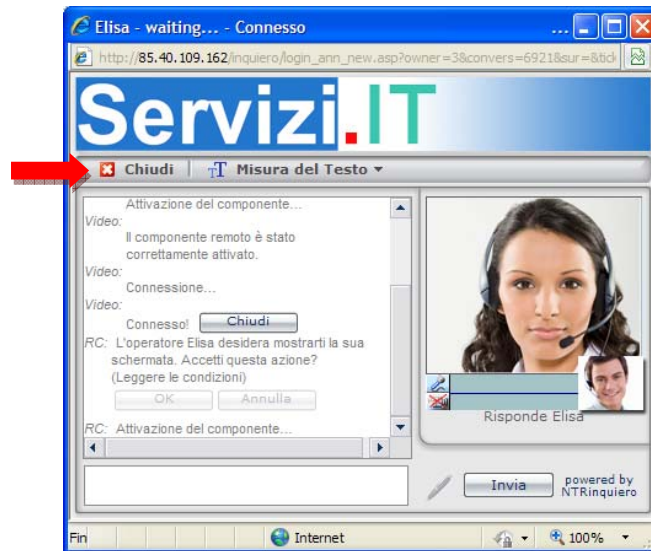 Elisa - waiting... - Connesso ...
http://85.40.109.162/inquiero/login_ann_new.asp?owner=3&convers=6921&sur=&tick
Servizi.IT
Chiudi TT Misura del Testo
Attivazione del componente...
Video:
Il componente remoto è stato
correttamente attivato.
Video:
Connessione...
Video:
Connesso! Chiudi
RC: L'operatore Elisa desidera mostrarti la sua
schermata. Accetti questa azione?
(Leggere le condizioni)
OK Annulla
RC: Attivazione del componente...
Risponde Elisa
Invia
powered by
NTRinquiero
Fin Internet 100%